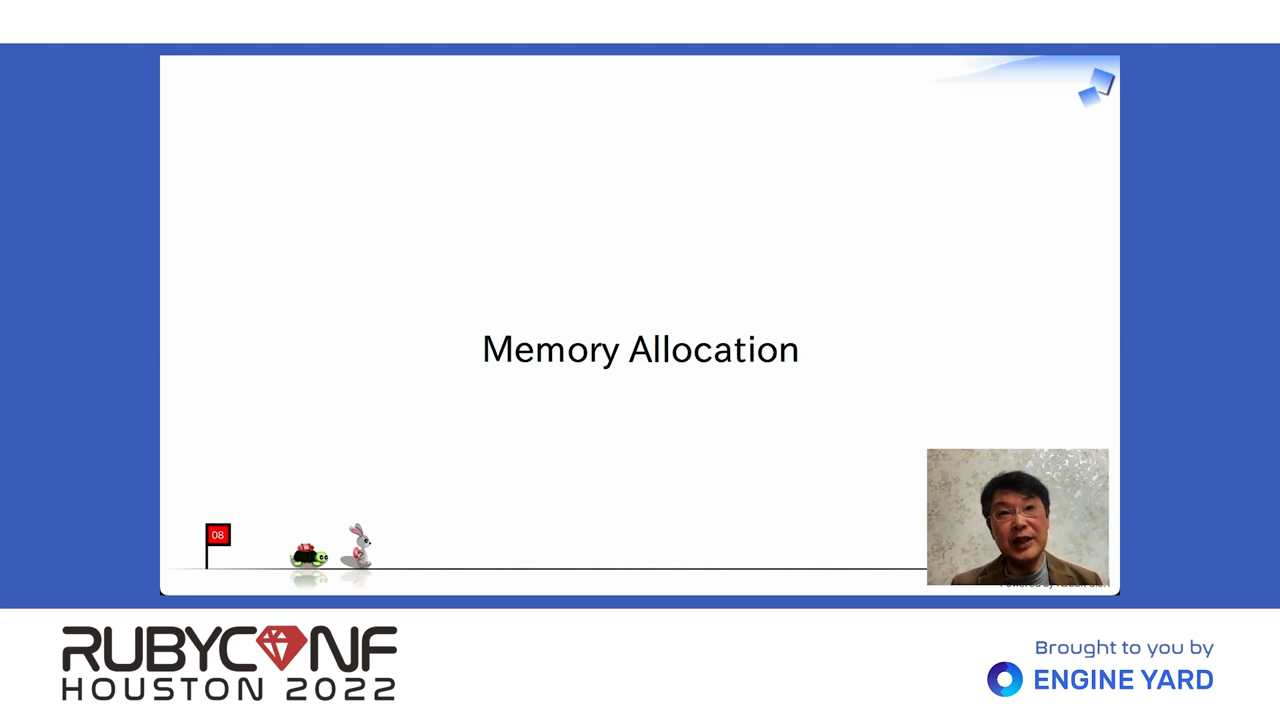 Memory Allocation
08
RUBYCONF
HOUSTON 2022
Brought to you by
ENGINE YARD